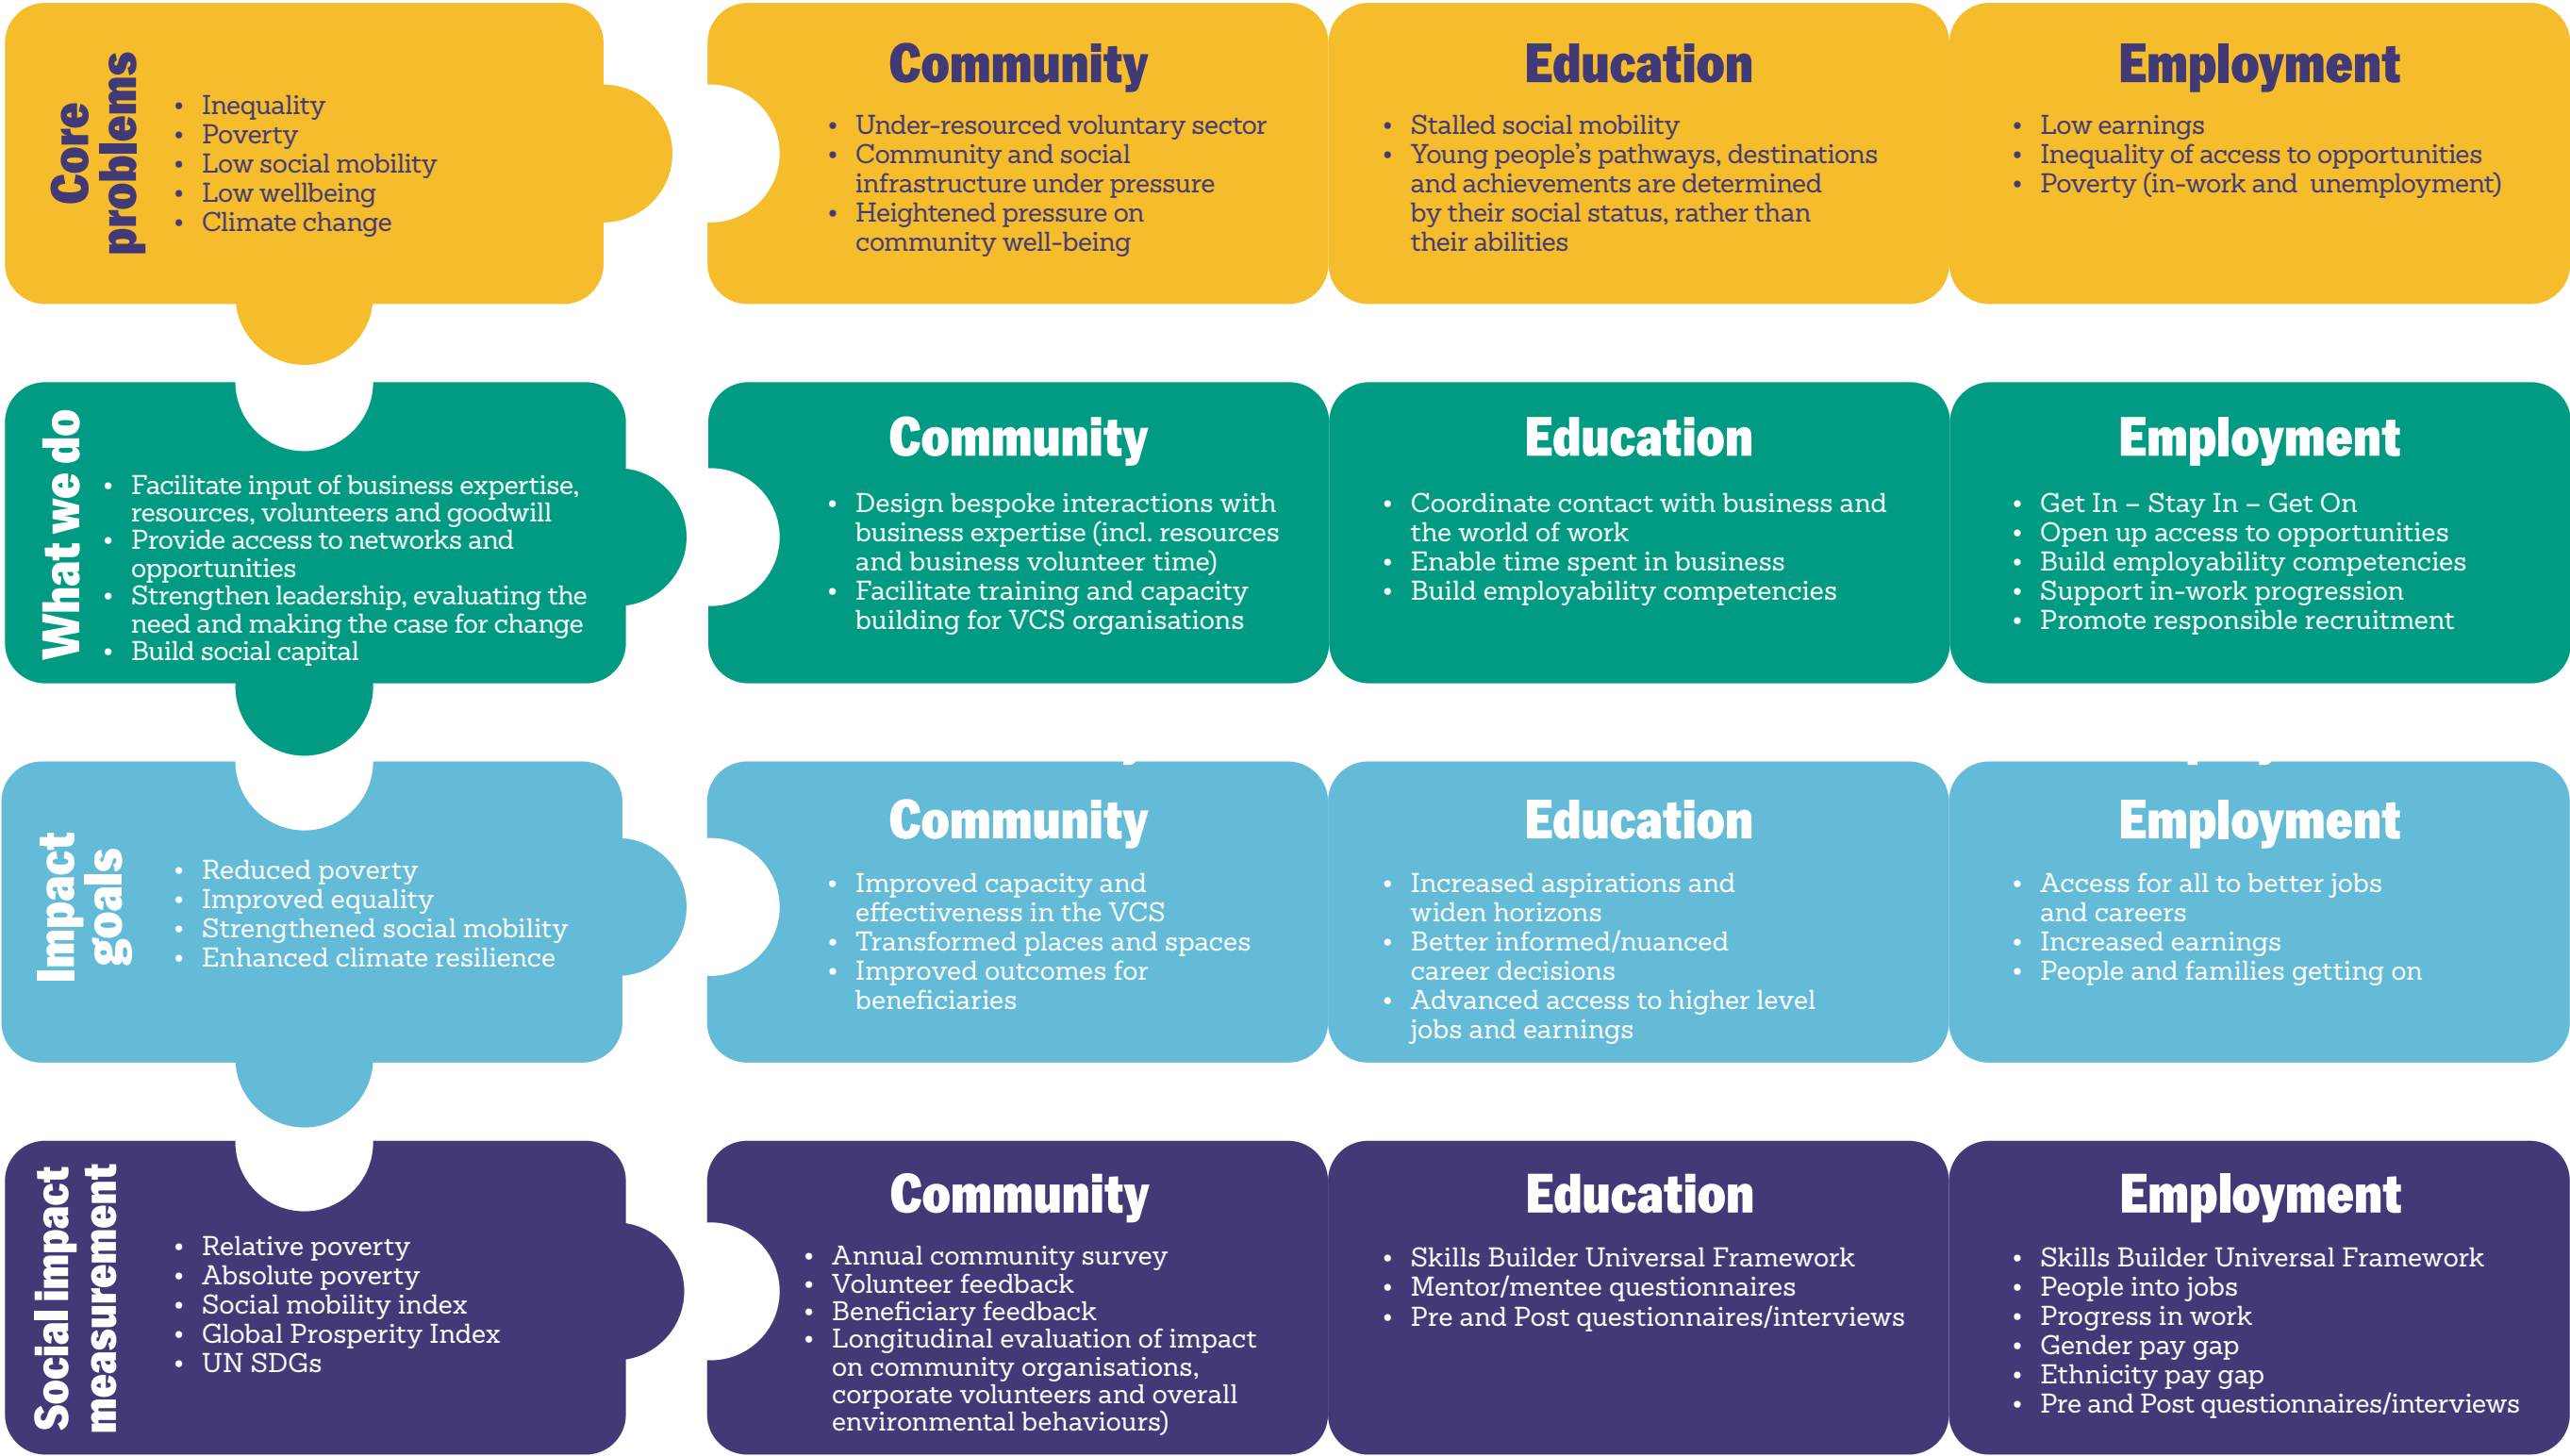 Core
problems
• Inequality
• Poverty
• Low social mobility
• Low wellbeing
• Climate change
Community
• Under-resourced voluntary sector
• Community and social
infrastructure under pressure
• Heightened pressure on
community well-being
Education
• Stalled social mobility
• Young people’s pathways, destinations
and achievements are determined
by their social status, rather than
their abilities
Employment
• Low earnings
• Inequality of access to opportunities
• Poverty (in-work and  unemployment)
What we do
• Facilitate input of business expertise,
resources, volunteers and goodwill
• Provide access to networks and
opportunities
• Strengthen leadership, evaluating the
need and making the case for change
• Build social capital
Community
• Design bespoke interactions with
business expertise (incl. resources
and business volunteer time)
• Facilitate training and capacity
building for VCS organisations
Education
• Coordinate contact with business and
the world of work
• Enable time spent in business
• Build employability competencies
Employment
• Get In – Stay In – Get On
• Open up access to opportunities
• Build employability competencies
• Support in-work progression
• Promote responsible recruitment
Impact
goals
• Reduced poverty
• Improved equality
• Strengthened social mobility
• Enhanced climate resilience
Community
• Improved capacity and
effectiveness in the VCS
• Transformed places and spaces
• Improved outcomes for
beneficiaries
Education
• Increased aspirations and
widen horizons
• Better informed/nuanced
career decisions
• Advanced access to higher level
jobs and earnings
Employment
• Access for all to better jobs
and careers
• Increased earnings
• People and families getting on
Social impact
measurement
• Relative poverty
• Absolute poverty
• Social mobility index
• Global Prosperity Index
• UN SDGs
Community
• Annual community survey
• Volunteer feedback
• Beneficiary feedback
• Longitudinal evaluation of impact
on community organisations,
corporate volunteers and overall
environmental behaviours)
Education
• Skills Builder Universal Framework
• Mentor/mentee questionnaires
• Pre and Post questionnaires/interviews
Employment
• Skills Builder Universal Framework
• People into jobs
• Progress in work
• Gender pay gap
• Ethnicity pay gap
• Pre and Post questionnaires/interviews